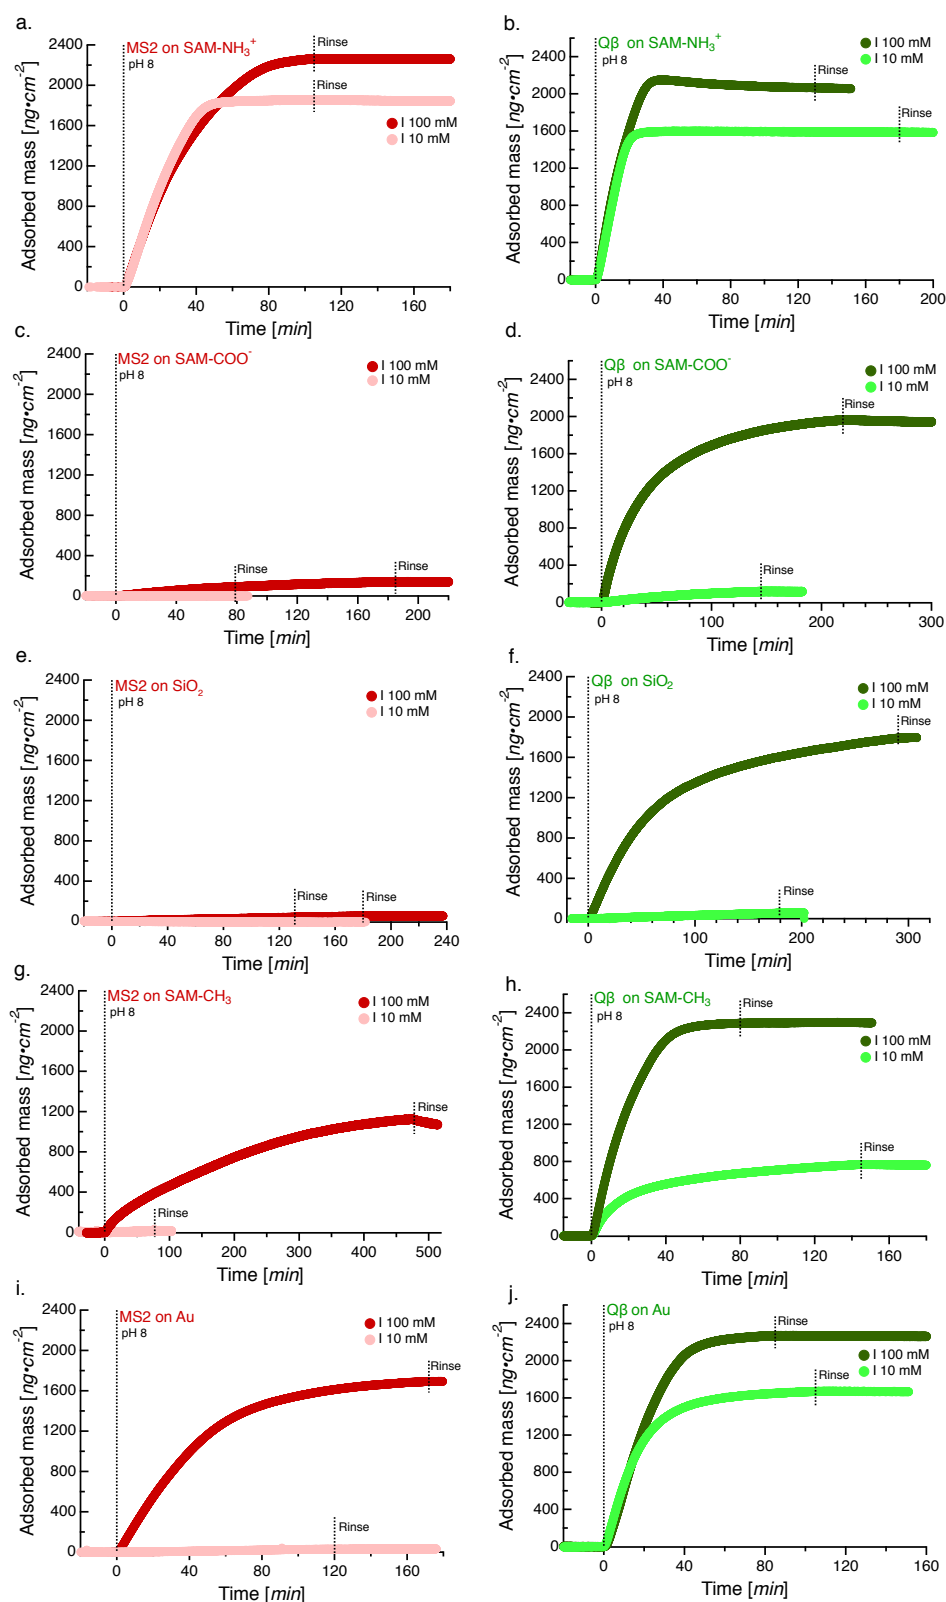 a.
MS2 on SAM-NH₃⁺
pH 8
Rinse
Rinse
I 100 mM
I 10 mM
Adsorbed mass [ng•cm⁻²]
2400
2000
1600
1200
800
400
0
0 40 80 120 160
Time [min]
b.
Qβ on SAM-NH₃⁺
pH 8
I 100 mM
I 10 mM
Rinse
Rinse
Adsorbed mass [ng•cm⁻²]
2400
2000
1600
1200
800
400
0
0 40 80 120 160 200
Time [min]
c.
MS2 on SAM-COO⁻
pH 8
I 100 mM
I 10 mM
Rinse
Rinse
Adsorbed mass [ng•cm⁻²]
2400
2000
1600
1200
800
400
0
0 40 80 120 160 200
Time [min]
d.
Qβ on SAM-COO⁻
pH 8
I 100 mM
I 10 mM
Rinse
Rinse
Adsorbed mass [ng•cm⁻²]
2400
2000
1600
1200
800
400
0
0 100 200 300
Time [min]
e.
MS2 on SiO₂
pH 8
I 100 mM
I 10 mM
Rinse
Rinse
Adsorbed mass [ng•cm⁻²]
2400
2000
1600
1200
800
400
0
0 40 80 120 160 200 240
Time [min]
f.
Qβ on SiO₂
pH 8
I 100 mM
I 10 mM
Rinse
Rinse
Adsorbed mass [ng•cm⁻²]
2400
2000
1600
1200
800
400
0
0 100 200 300
Time [min]
g.
MS2 on SAM-CH₃
pH 8
I 100 mM
I 10 mM
Rinse
Rinse
Adsorbed mass [ng•cm⁻²]
2400
2000
1600
1200
800
400
0
0 100 200 300 400 500
Time [min]
h.
Qβ on SAM-CH₃
pH 8
Rinse
I 100 mM
I 10 mM
Rinse
Adsorbed mass [ng•cm⁻²]
2400
2000
1600
1200
800
400
0
0 40 80 120 160
Time [min]
i.
MS2 on Au
pH 8
I 100 mM
I 10 mM
Rinse
Rinse
Adsorbed mass [ng•cm⁻²]
2400
2000
1600
1200
800
400
0
0 40 80 120 160
Time [min]
j.
Qβ on Au
pH 8
Rinse
I 100 mM
I 10 mM
Rinse
Adsorbed mass [ng•cm⁻²]
2400
2000
1600
1200
800
400
0
0 40 80 120 160
Time [min]